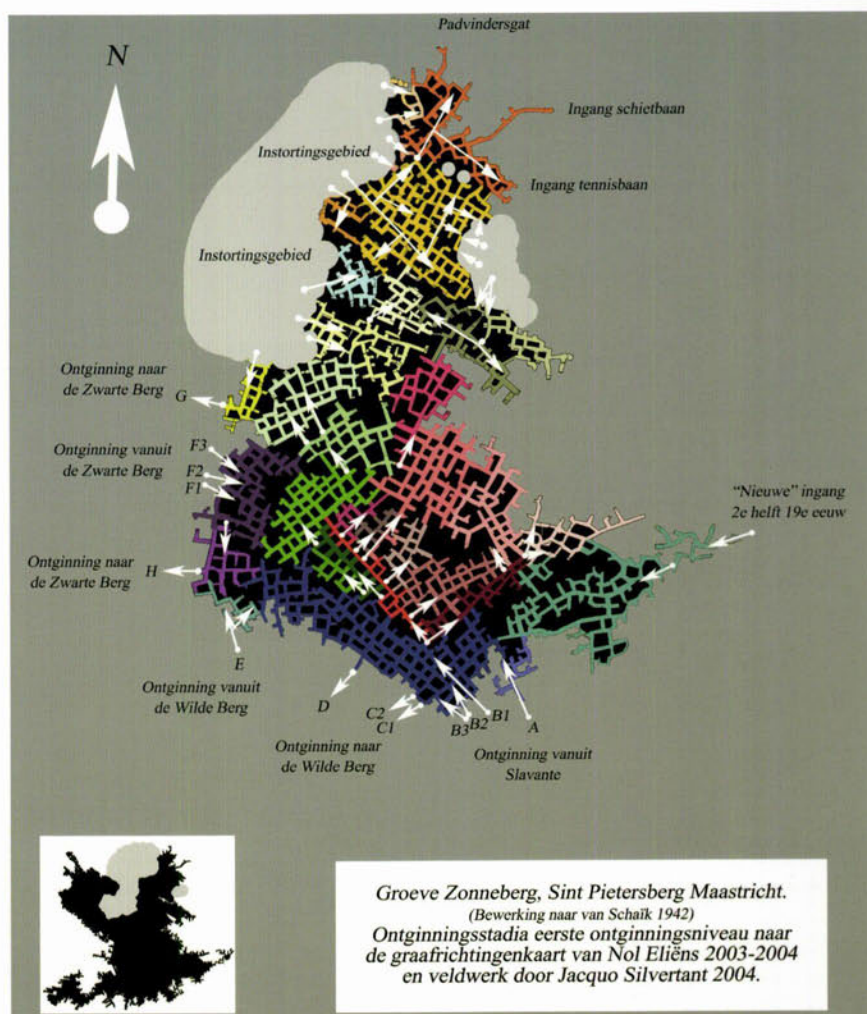 Padvindersgat
N
Ingang schietbaan
Instortingsgebied
Ingang tennisbaan
Instortingsgebied
Ontginning naar
de Zwarte Berg
G
F3
Ontginning vanuit
de Zwarte Berg
F2
F1
"Nieuwe" ingang
2e helft 19e eeuw
Ontginning naar
de Zwarte Berg
H
E
Ontginning vanuit
de Wilde Berg
D
C2
C1
B3
B2
B1
A
Ontginning naar
de Wilde Berg
Ontginning vanuit
Slavante
Groeve Zonneberg, Sint Pietersberg Maastricht.
(Bewerking naar van Schaïk 1942)
Ontginningsstadia eerste ontginningsniveau naar
de graafrichtingenkaart van Nol Eliëns 2003-2004
en veldwerk door Jacquo Silvertant 2004.